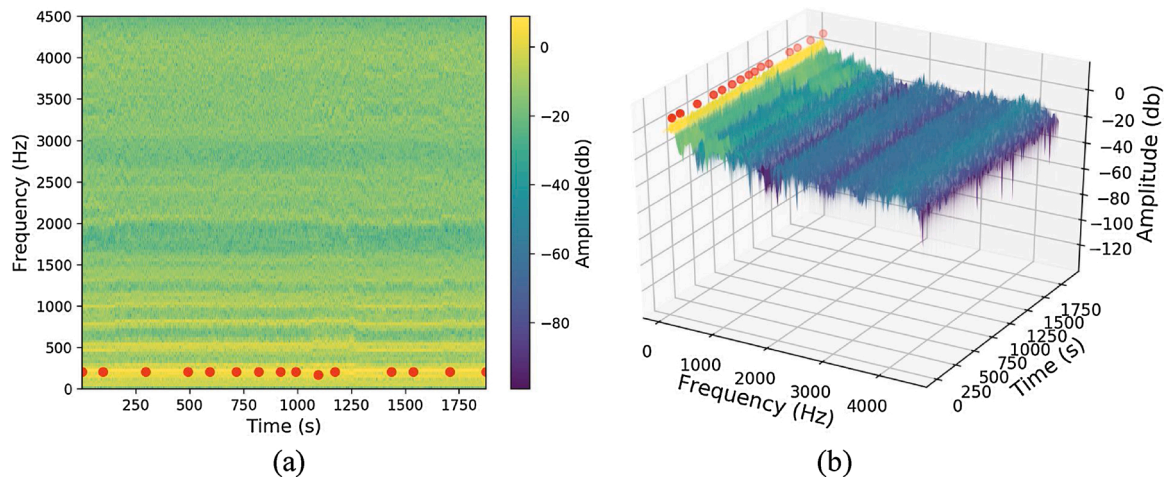 4500
4000
3500
3000
2500
2000
1500
1000
500
0
Frequency (Hz)
250 500 750 1000 1250 1500 1750
Time (s)
0
−20
−40
−60
−80
Amplitude(db)
(a)
0
−20
−40
−60
−80
−100
−120
Amplitude (db)
0 1000 2000 3000 4000
Frequency (Hz)
0 250 500 750 1000 1250 1500 1750
Time (s)
(b)